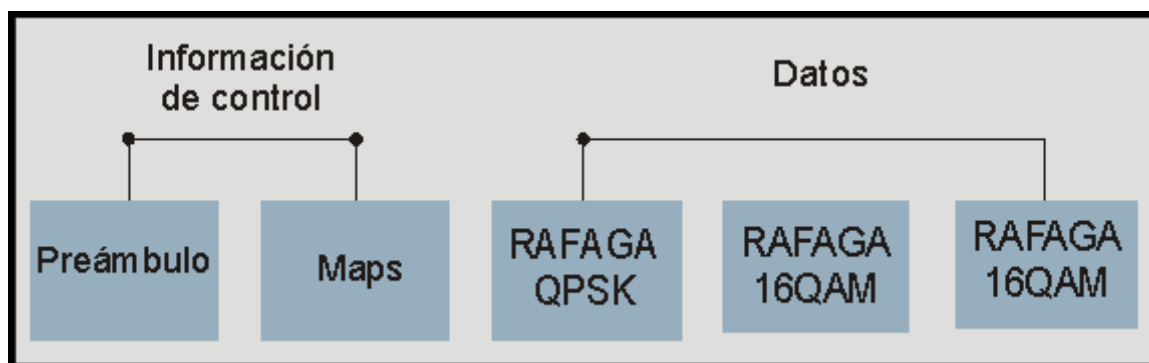 Información
de control
Datos
Preámbulo
Maps
RAFAGA
QPSK
RAFAGA
16QAM
RAFAGA
16QAM